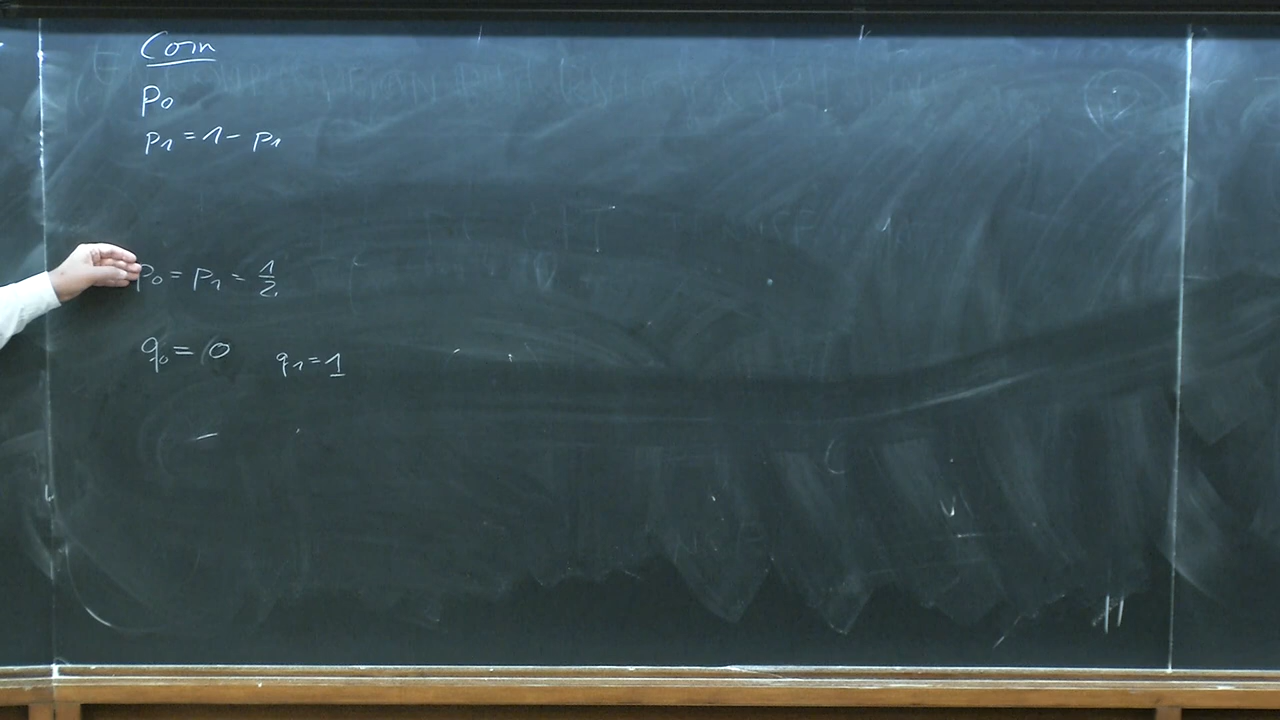 Coin
p₀
p₁ = 1 - p₁
p₀ = p₁ = 1/2
q₀ = 0 q₁ = 1